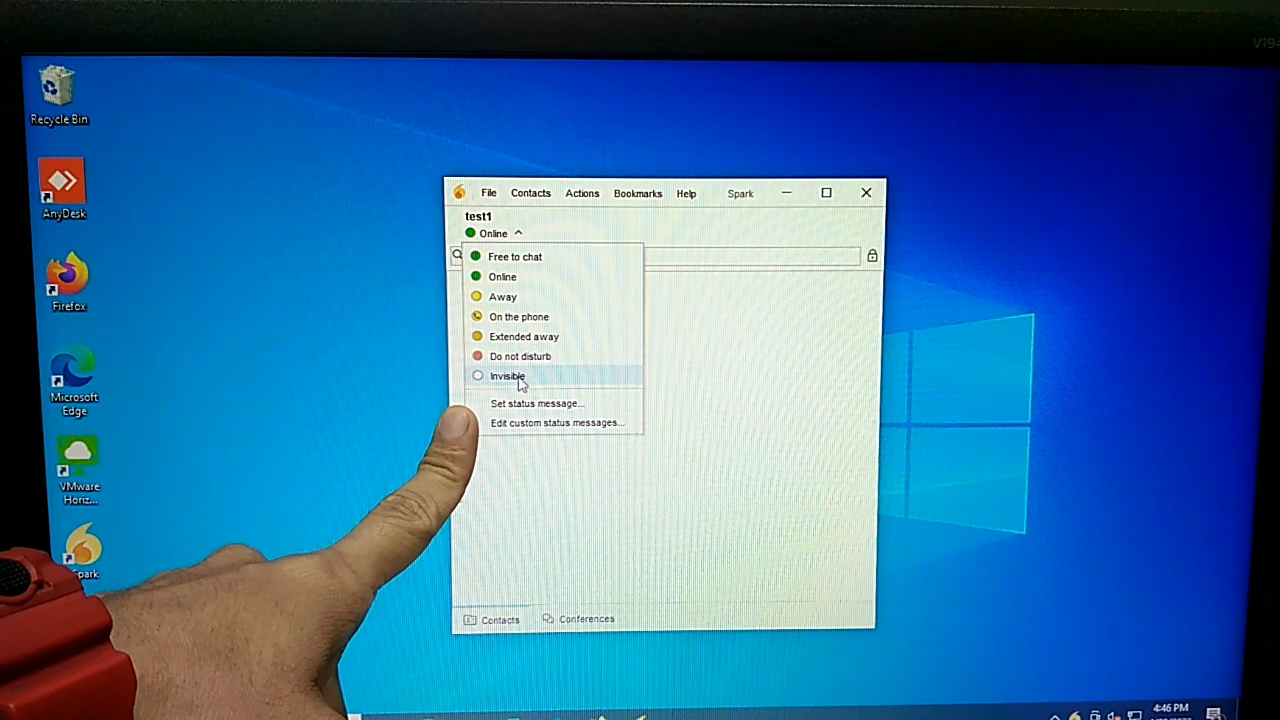 Recycle Bin
AnyDesk
Firefox
Microsoft
Edge
VMware
Horiz...
Spark
File Contacts Actions Bookmarks Help Spark
test1
Online
Free to chat
Online
Away
On the phone
Extended away
Do not disturb
Invisible
Set status message...
Edit custom status messages...
Contacts Conferences
4:46 PM